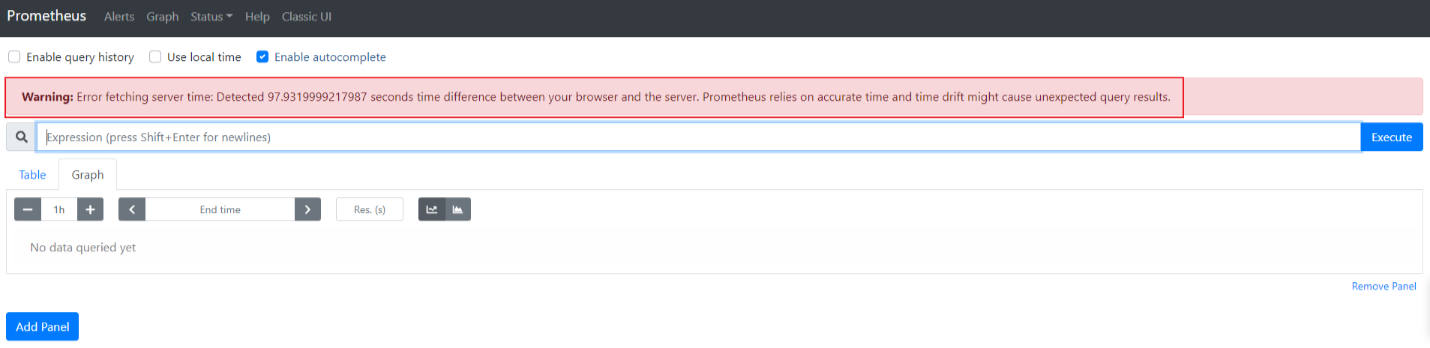 Prometheus Alerts Graph Status Help Classic UI
Enable query history Use local time Enable autocomplete
Warning: Error fetching server time: Detected 97.9319999217987 seconds time difference between your browser and the server. Prometheus relies on accurate time and time drift might cause unexpected query results.
Expression (press Shift+Enter for newlines) Execute
Table Graph
1h End time Res. (s)
No data queried yet
Remove Panel
Add Panel